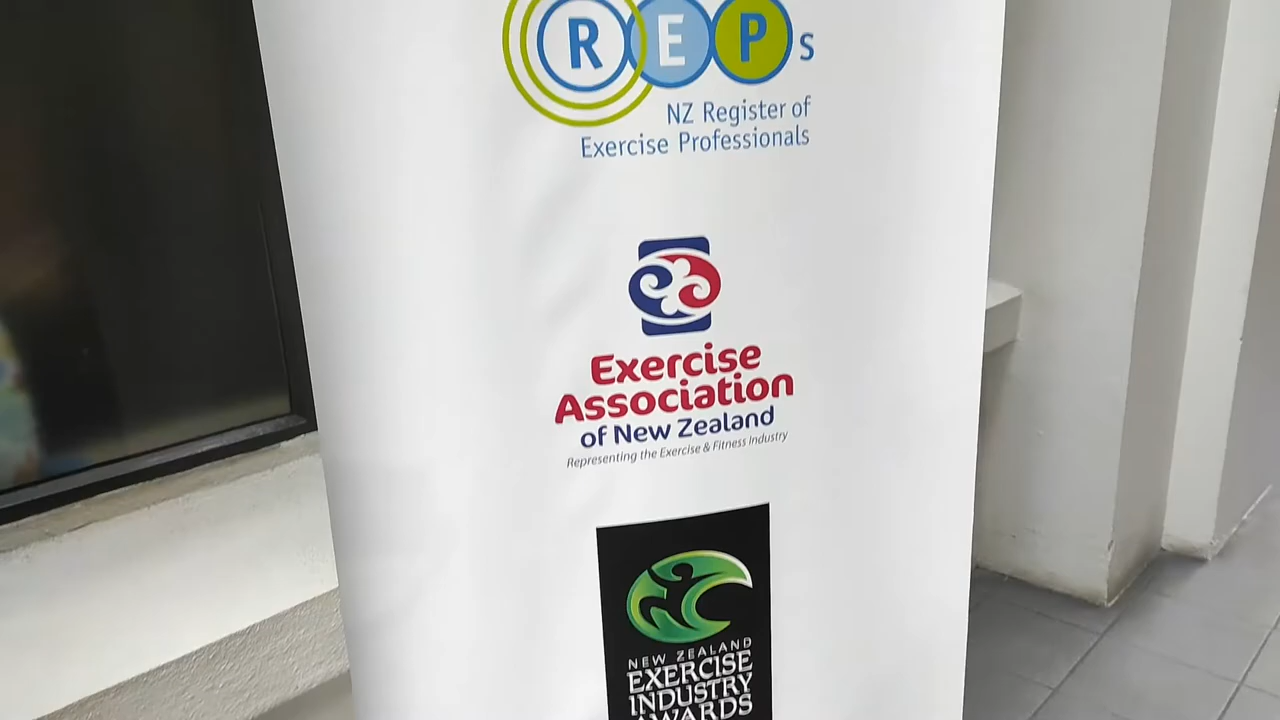 REPs
NZ Register of
Exercise Professionals
Exercise
Association
of New Zealand
Representing the Exercise & Fitness Industry
NEW ZEALAND
EXERCISE
INDUSTRY
AWARDS